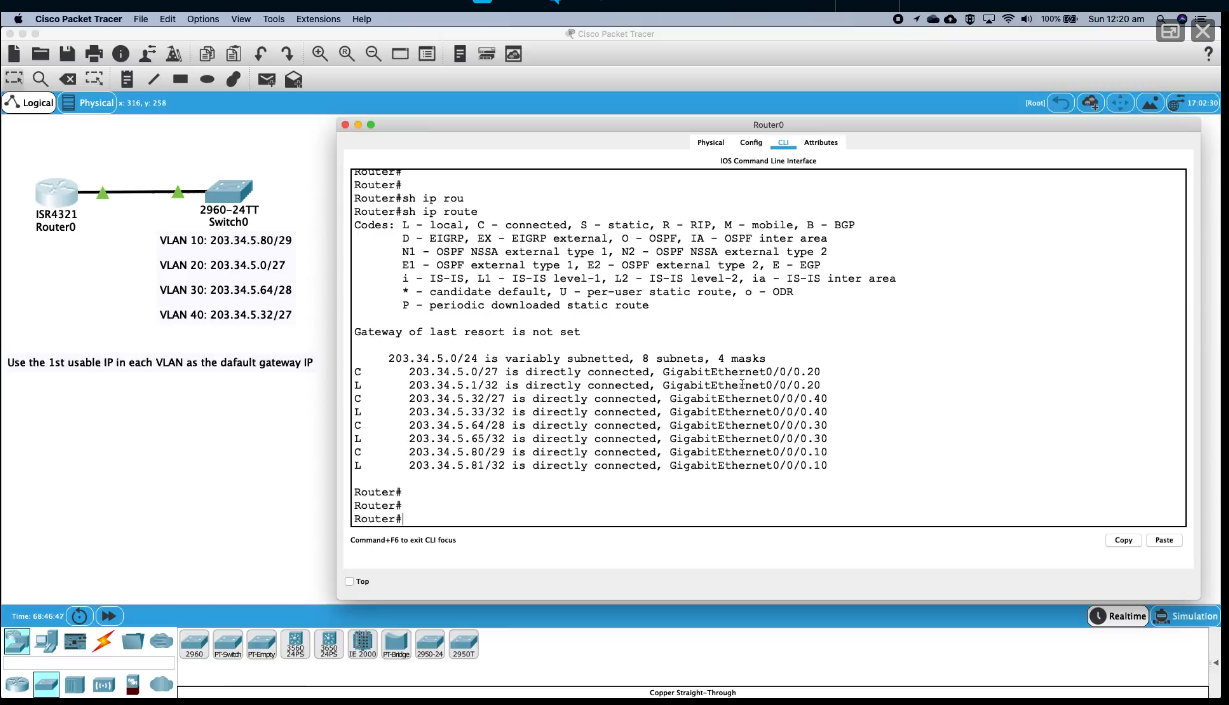 Cisco Packet Tracer File Edit Options View Tools Extensions Help 100% Sun 12:20 am
Cisco Packet Tracer
?
Logical Physical x: 316, y: 258 [Root] 17:02:30
Router0
Physical Config CLI Attributes
IOS Command Line Interface
ISR4321
Router0
2960-24TT
Switch0
VLAN 10: 203.34.5.80/29
VLAN 20: 203.34.5.0/27
VLAN 30: 203.34.5.64/28
VLAN 40: 203.34.5.32/27
Use the 1st usable IP in each VLAN as the dafault gateway IP
Router#
Router#
Router#sh ip rou
Router#sh ip route
Codes: L - local, C - connected, S - static, R - RIP, M - mobile, B - BGP
D - EIGRP, EX - EIGRP external, O - OSPF, IA - OSPF inter area
N1 - OSPF NSSA external type 1, N2 - OSPF NSSA external type 2
E1 - OSPF external type 1, E2 - OSPF external type 2, E - EGP
i - IS-IS, L1 - IS-IS level-1, L2 - IS-IS level-2, ia - IS-IS inter area
* - candidate default, U - per-user static route, o - ODR
P - periodic downloaded static route
Gateway of last resort is not set
203.34.5.0/24 is variably subnetted, 8 subnets, 4 masks
C 203.34.5.0/27 is directly connected, GigabitEthernet0/0/0.20
L 203.34.5.1/32 is directly connected, GigabitEthernet0/0/0.20
C 203.34.5.32/27 is directly connected, GigabitEthernet0/0/0.40
L 203.34.5.33/32 is directly connected, GigabitEthernet0/0/0.40
C 203.34.5.64/28 is directly connected, GigabitEthernet0/0/0.30
L 203.34.5.65/32 is directly connected, GigabitEthernet0/0/0.30
C 203.34.5.80/29 is directly connected, GigabitEthernet0/0/0.10
L 203.34.5.81/32 is directly connected, GigabitEthernet0/0/0.10
Router#
Router#
Router#
Command+F6 to exit CLI focus Copy Paste
Top
Time: 68:46:47 Realtime Simulation
2960 PT-Switch PT-Empty 3560 24PS 3650 24PS IE 2000 PT-Bridge 2950-24 2950T
Copper Straight-Through